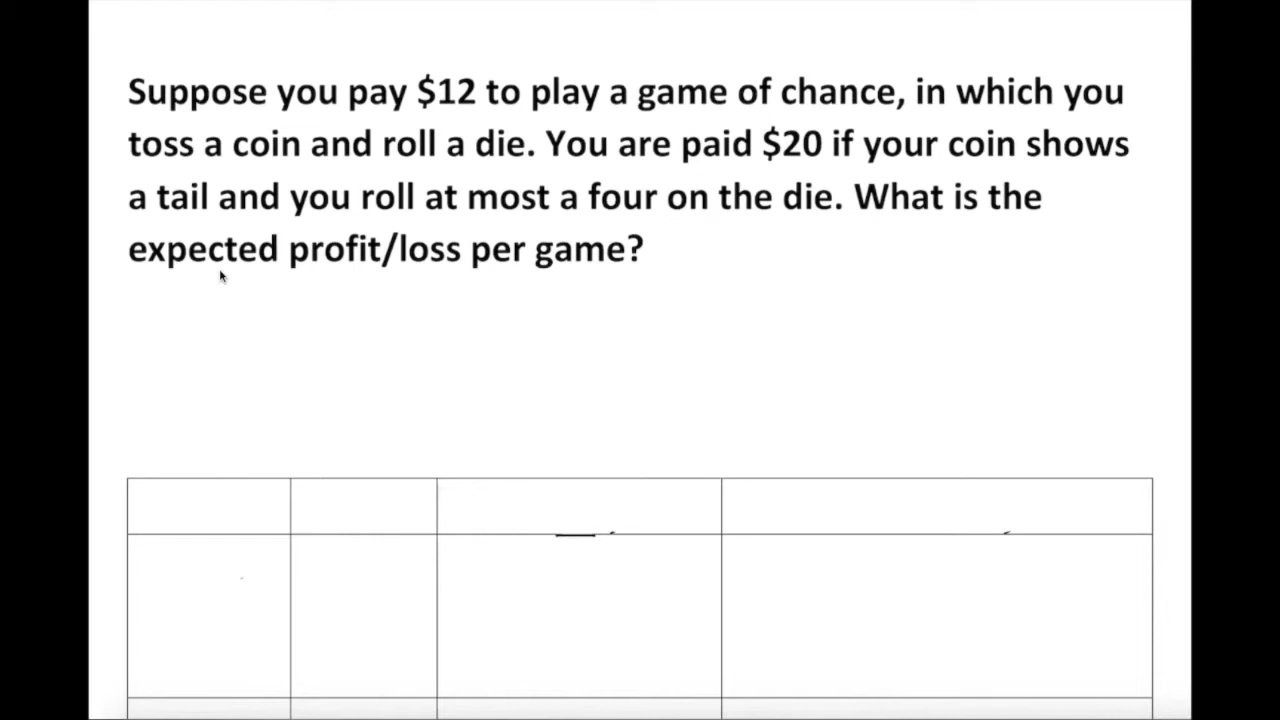 Suppose you pay $12 to play a game of chance, in which you
toss a coin and roll a die. You are paid $20 if your coin shows
a tail and you roll at most a four on the die. What is the
expected profit/loss per game?